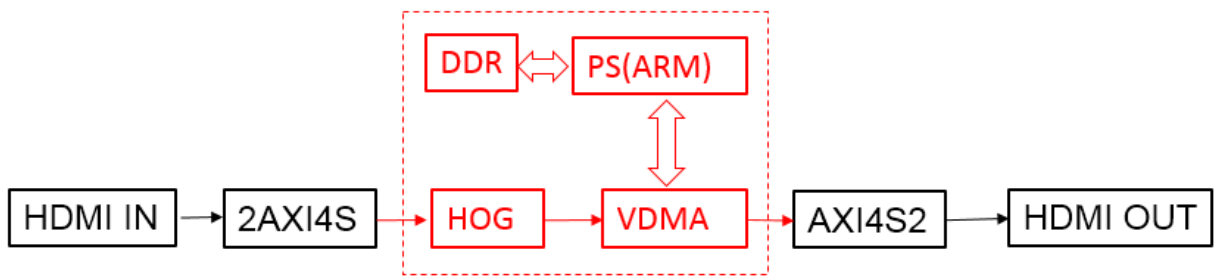 DDR
PS(ARM)
HDMI IN
2AXI4S
HOG
VDMA
AXI4S2
HDMI OUT